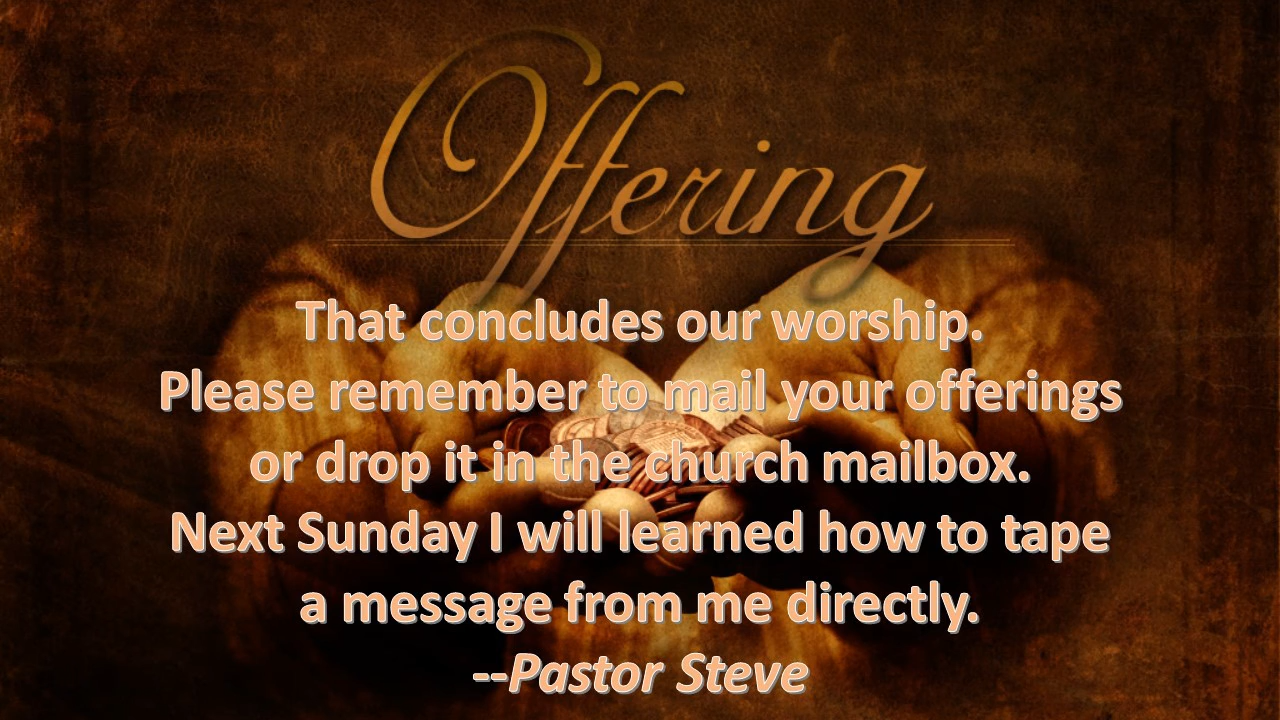 Offering
That concludes our worship.
Please remember to mail your offerings
or drop it in the church mailbox.
Next Sunday I will learned how to tape
a message from me directly.
--Pastor Steve